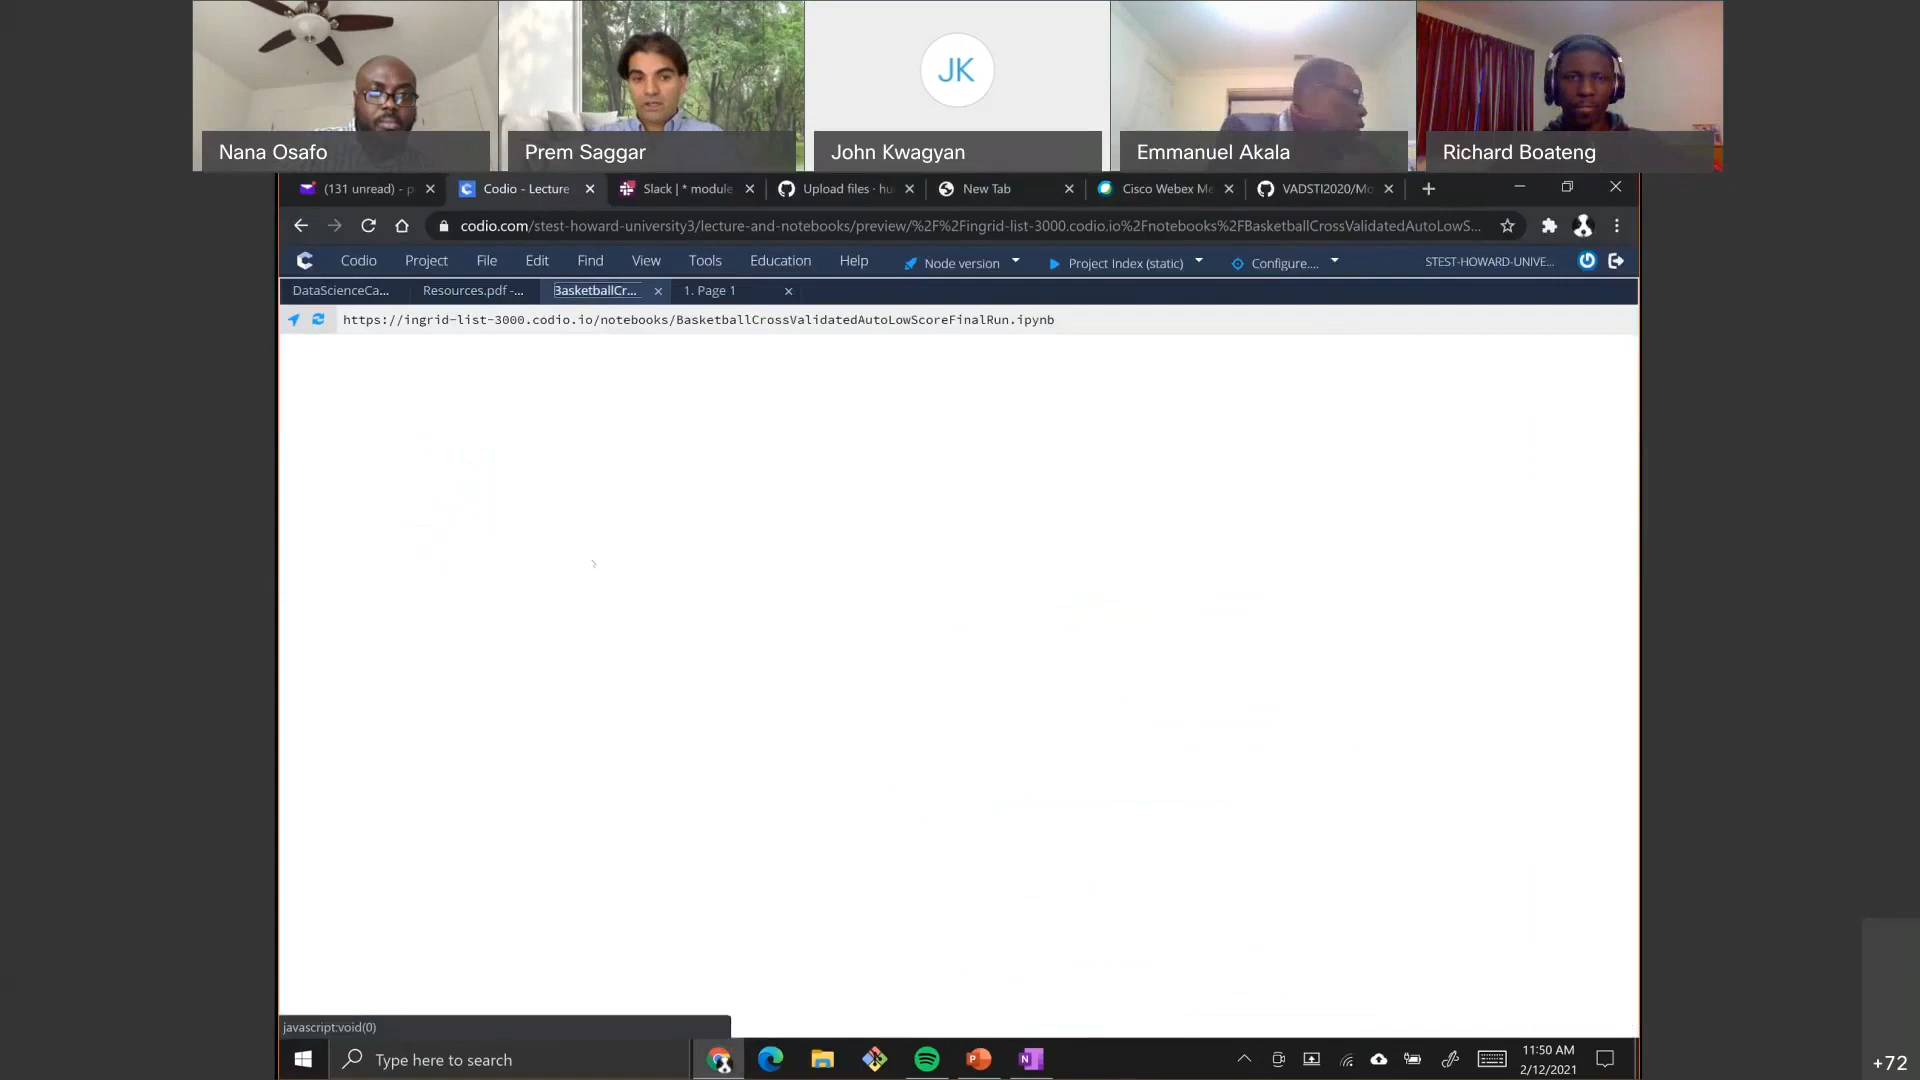 JK
Nana Osafo
Prem Saggar
John Kwagyan
Emmanuel Akala
Richard Boateng
(131 unread) - p
Codio - Lecture
Slack | * module
Upload files · hu
New Tab
Cisco Webex Me
VADSTI2020/Mo
codio.com/stest-howard-university3/lecture-and-notebooks/preview/%2F%2Fingrid-list-3000.codio.io%2Fnotebooks%2FBasketballCrossValidatedAutoLowS...
Codio Project File Edit Find View Tools Education Help Node version Project Index (static) Configure.... STEST-HOWARD-UNIVE...
DataScienceCa... Resources.pdf -... BasketballCr... 1. Page 1
https://ingrid-list-3000.codio.io/notebooks/BasketballCrossValidatedAutoLowScoreFinalRun.ipynb
javascript:void(0)
Type here to search
11:50 AM
2/12/2021
+72